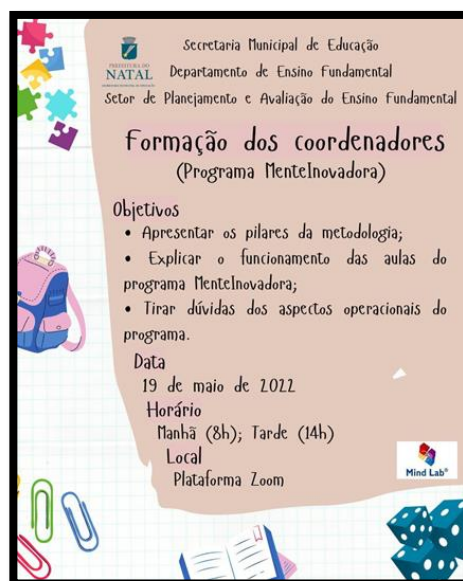 Secretaria Municipal de Educação
PREFEITURA DO
NATAL
Departamento de Ensino Fundamental
Setor de Planejamento e Avaliação do Ensino Fundamental
Formação dos coordenadores
(Programa MenteInovadora)
Objetivos
• Apresentar os pilares da metodologia;
• Explicar o funcionamento das aulas do
programa MenteInovadora;
• Tirar dúvidas dos aspectos operacionais do
programa.
Data
19 de maio de 2022
Horário
Manhã (8h); Tarde (14h)
Local
Plataforma Zoom
Mind Lab®